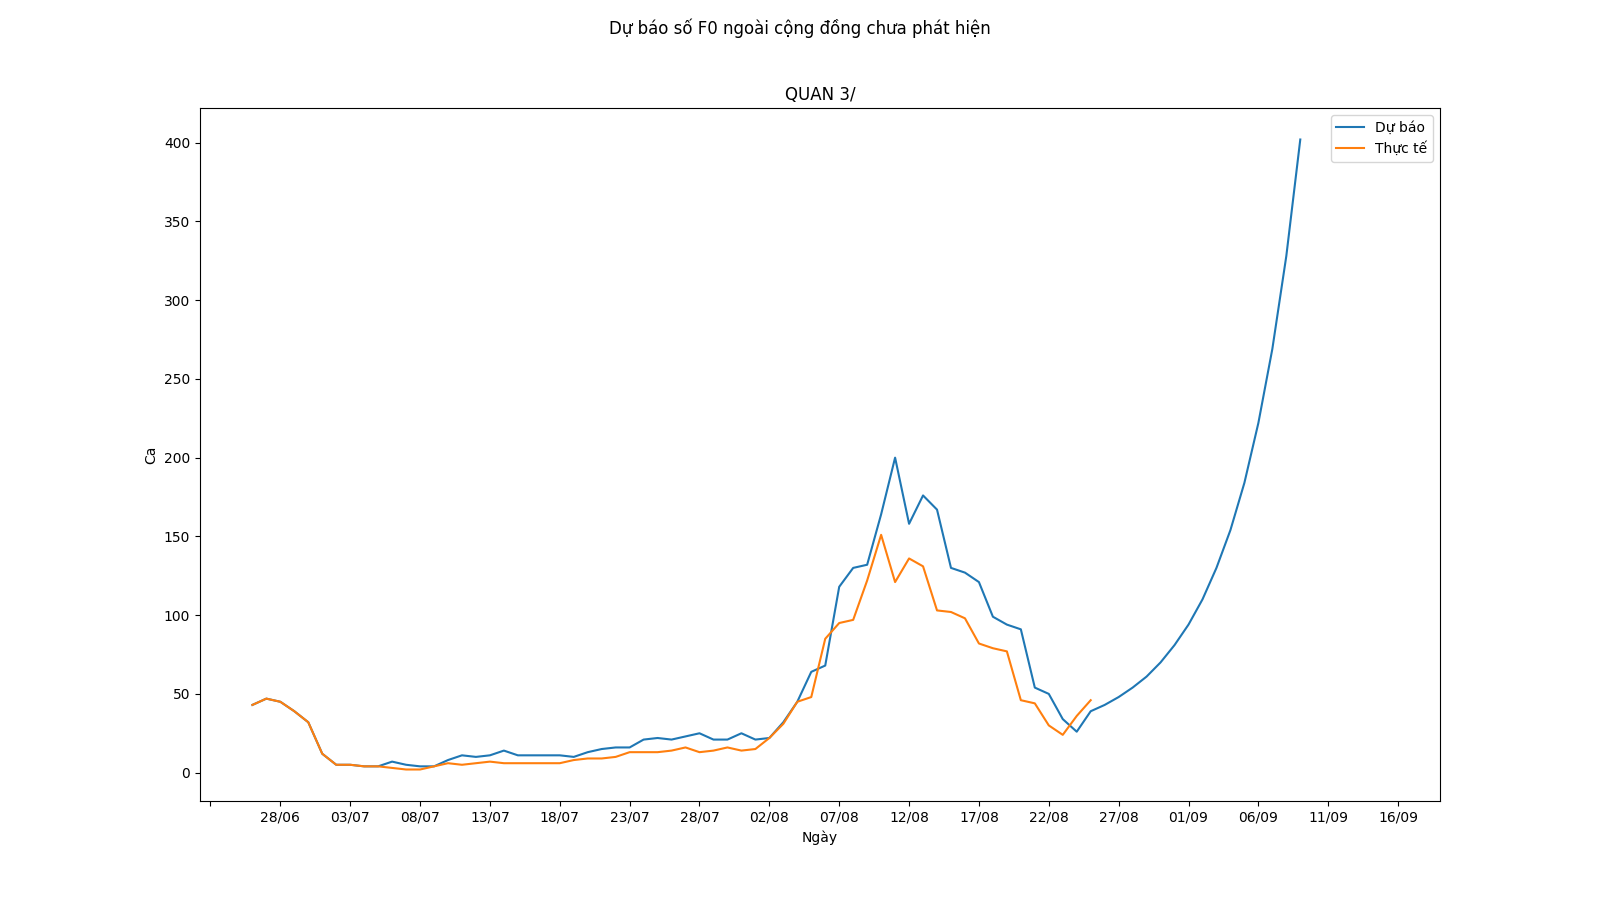 Dự báo số F0 ngoài cộng đồng chưa phát hiện
QUAN 3/
Dự báo
Thực tế
400
350
300
250
200
150
100
50
0
Ca
28/06 03/07 08/07 13/07 18/07 23/07 28/07 02/08 07/08 12/08 17/08 22/08 27/08 01/09 06/09 11/09 16/09
Ngày